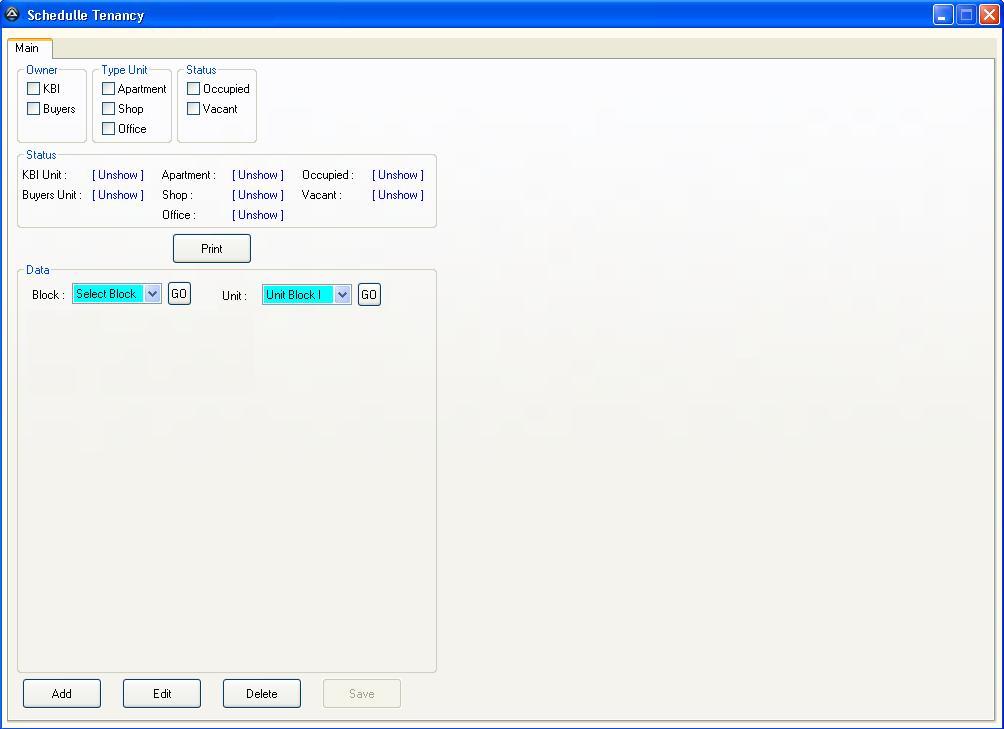 Schedulle Tenancy
Main
Owner Type Unit Status
KBI Apartment Occupied
Buyers Shop Vacant
Office
Status
KBI Unit : [ Unshow ] Apartment : [ Unshow ] Occupied : [ Unshow ]
Buyers Unit : [ Unshow ] Shop : [ Unshow ] Vacant : [ Unshow ]
Office : [ Unshow ]
Print
Data
Block : Select Block GO Unit : Unit Block I GO
Add Edit Delete Save